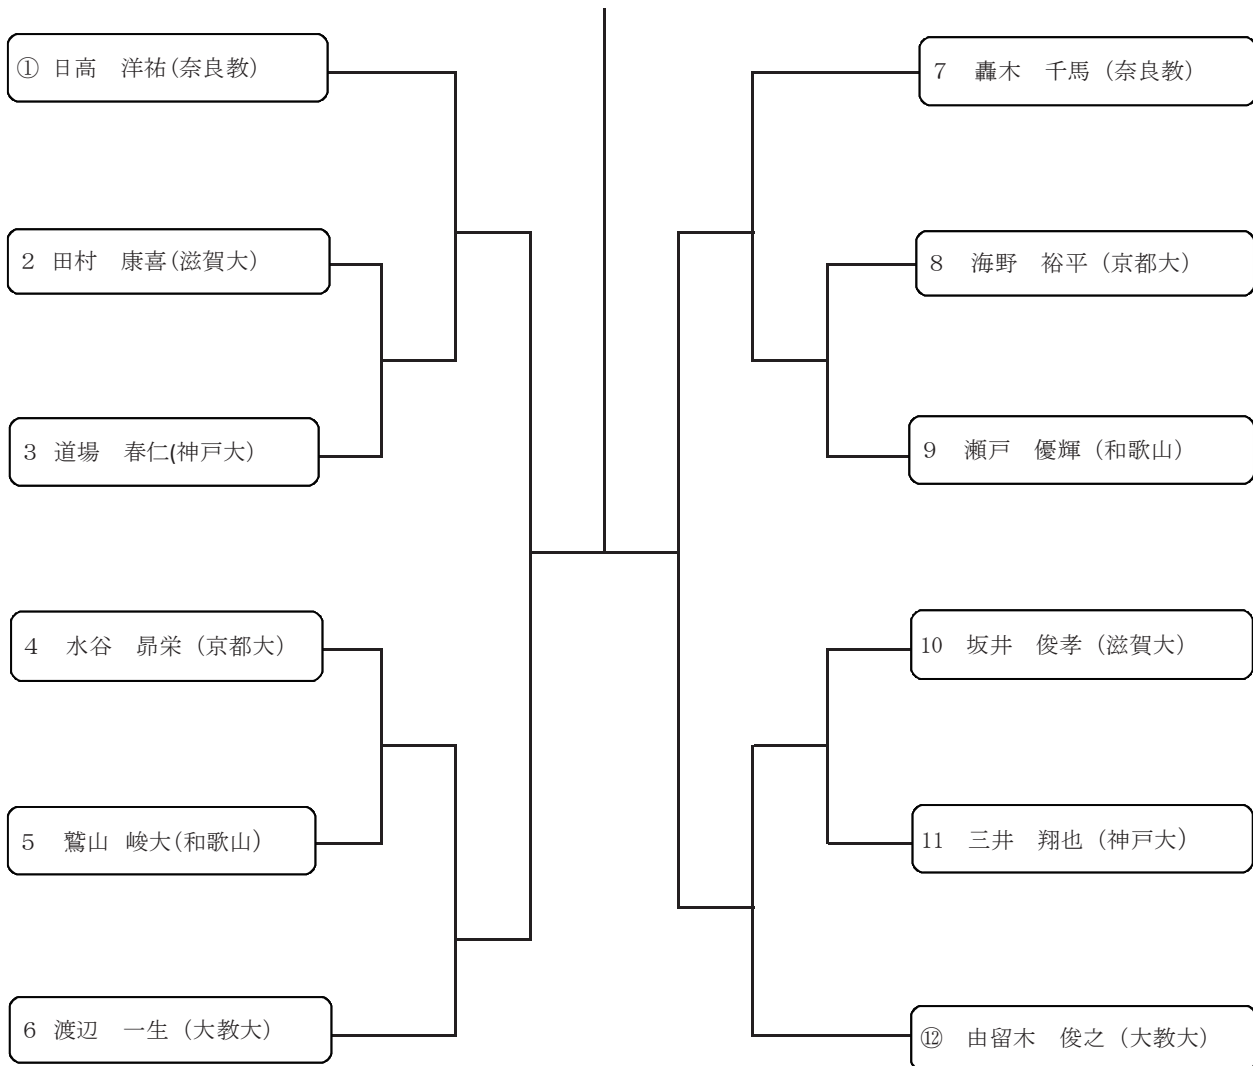 ① 日高　洋祐(奈良教)
2 田村　康喜(滋賀大)
3 道場　春仁(神戸大)
4　水谷　昴栄（京都大）
5　鷲山 峻大(和歌山)
6 渡辺　一生（大教大）
7　轟木　千馬（奈良教）
8　海野　裕平（京都大）
9　瀬戸　優輝（和歌山）
10　坂井　俊孝（滋賀大）
11　三井　翔也（神戸大）
⑫　由留木　俊之（大教大）